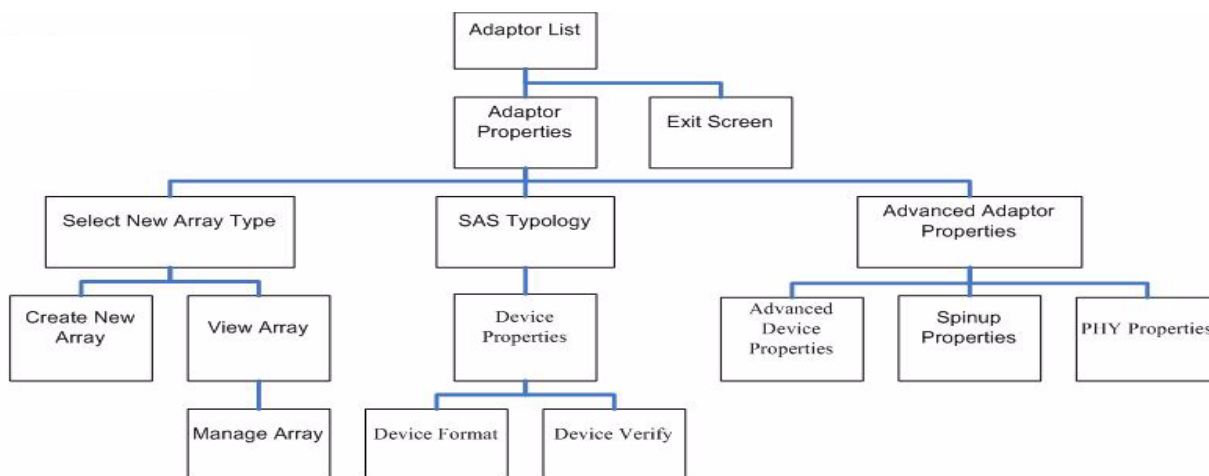 Adaptor List
Adaptor
Properties
Exit Screen
Select New Array Type
SAS Typology
Advanced Adaptor
Properties
Create New
Array
View Array
Device
Properties
Advanced
Device
Properties
Spinup
Properties
PHY Properties
Manage Array
Device Format
Device Verify